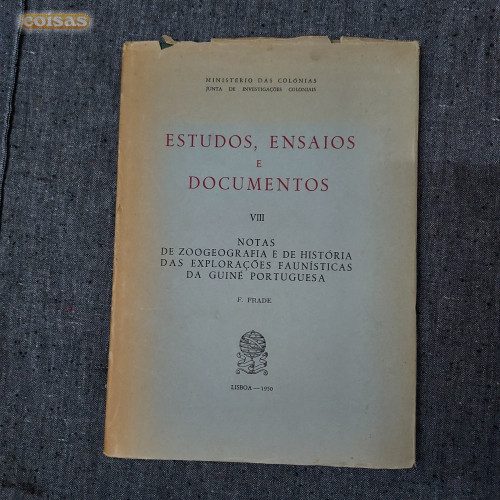 coisas
MINISTÉRIO DAS COLÓNIAS
JUNTA DE INVESTIGAÇÕES COLONIAIS
ESTUDOS, ENSAIOS
E
DOCUMENTOS
VIII
NOTAS
DE ZOOGEOGRAFIA E DE HISTÓRIA
DAS EXPLORAÇÕES FAUNÍSTICAS
DA GUINÉ PORTUGUESA
F. FRADE
LISBOA — 1950